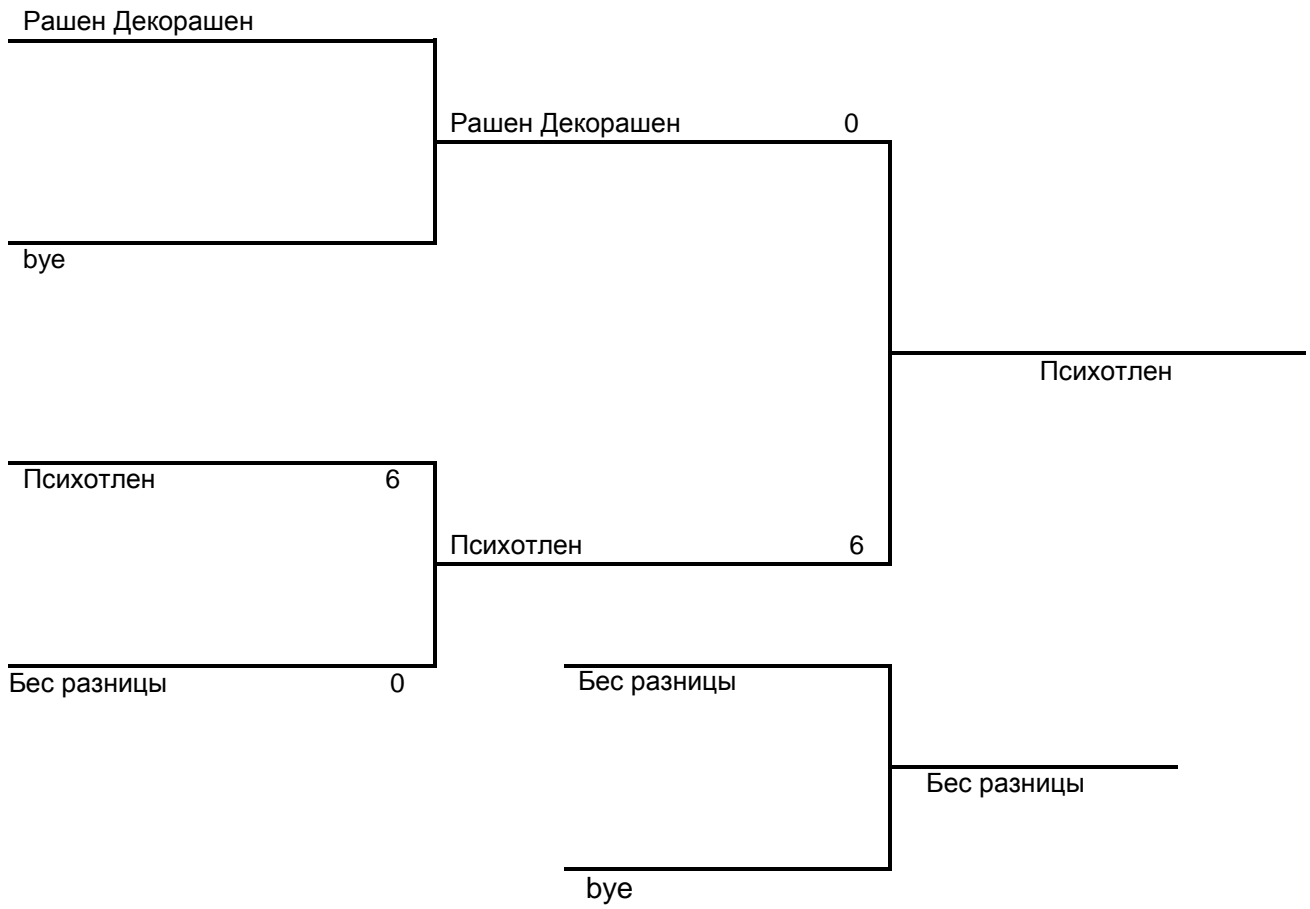 Рашен Декорашен
Рашен Декорашен 0
bye
Психотлен
Психотлен 6
Психотлен 6
Бес разницы 0
Бес разницы
Бес разницы
bye